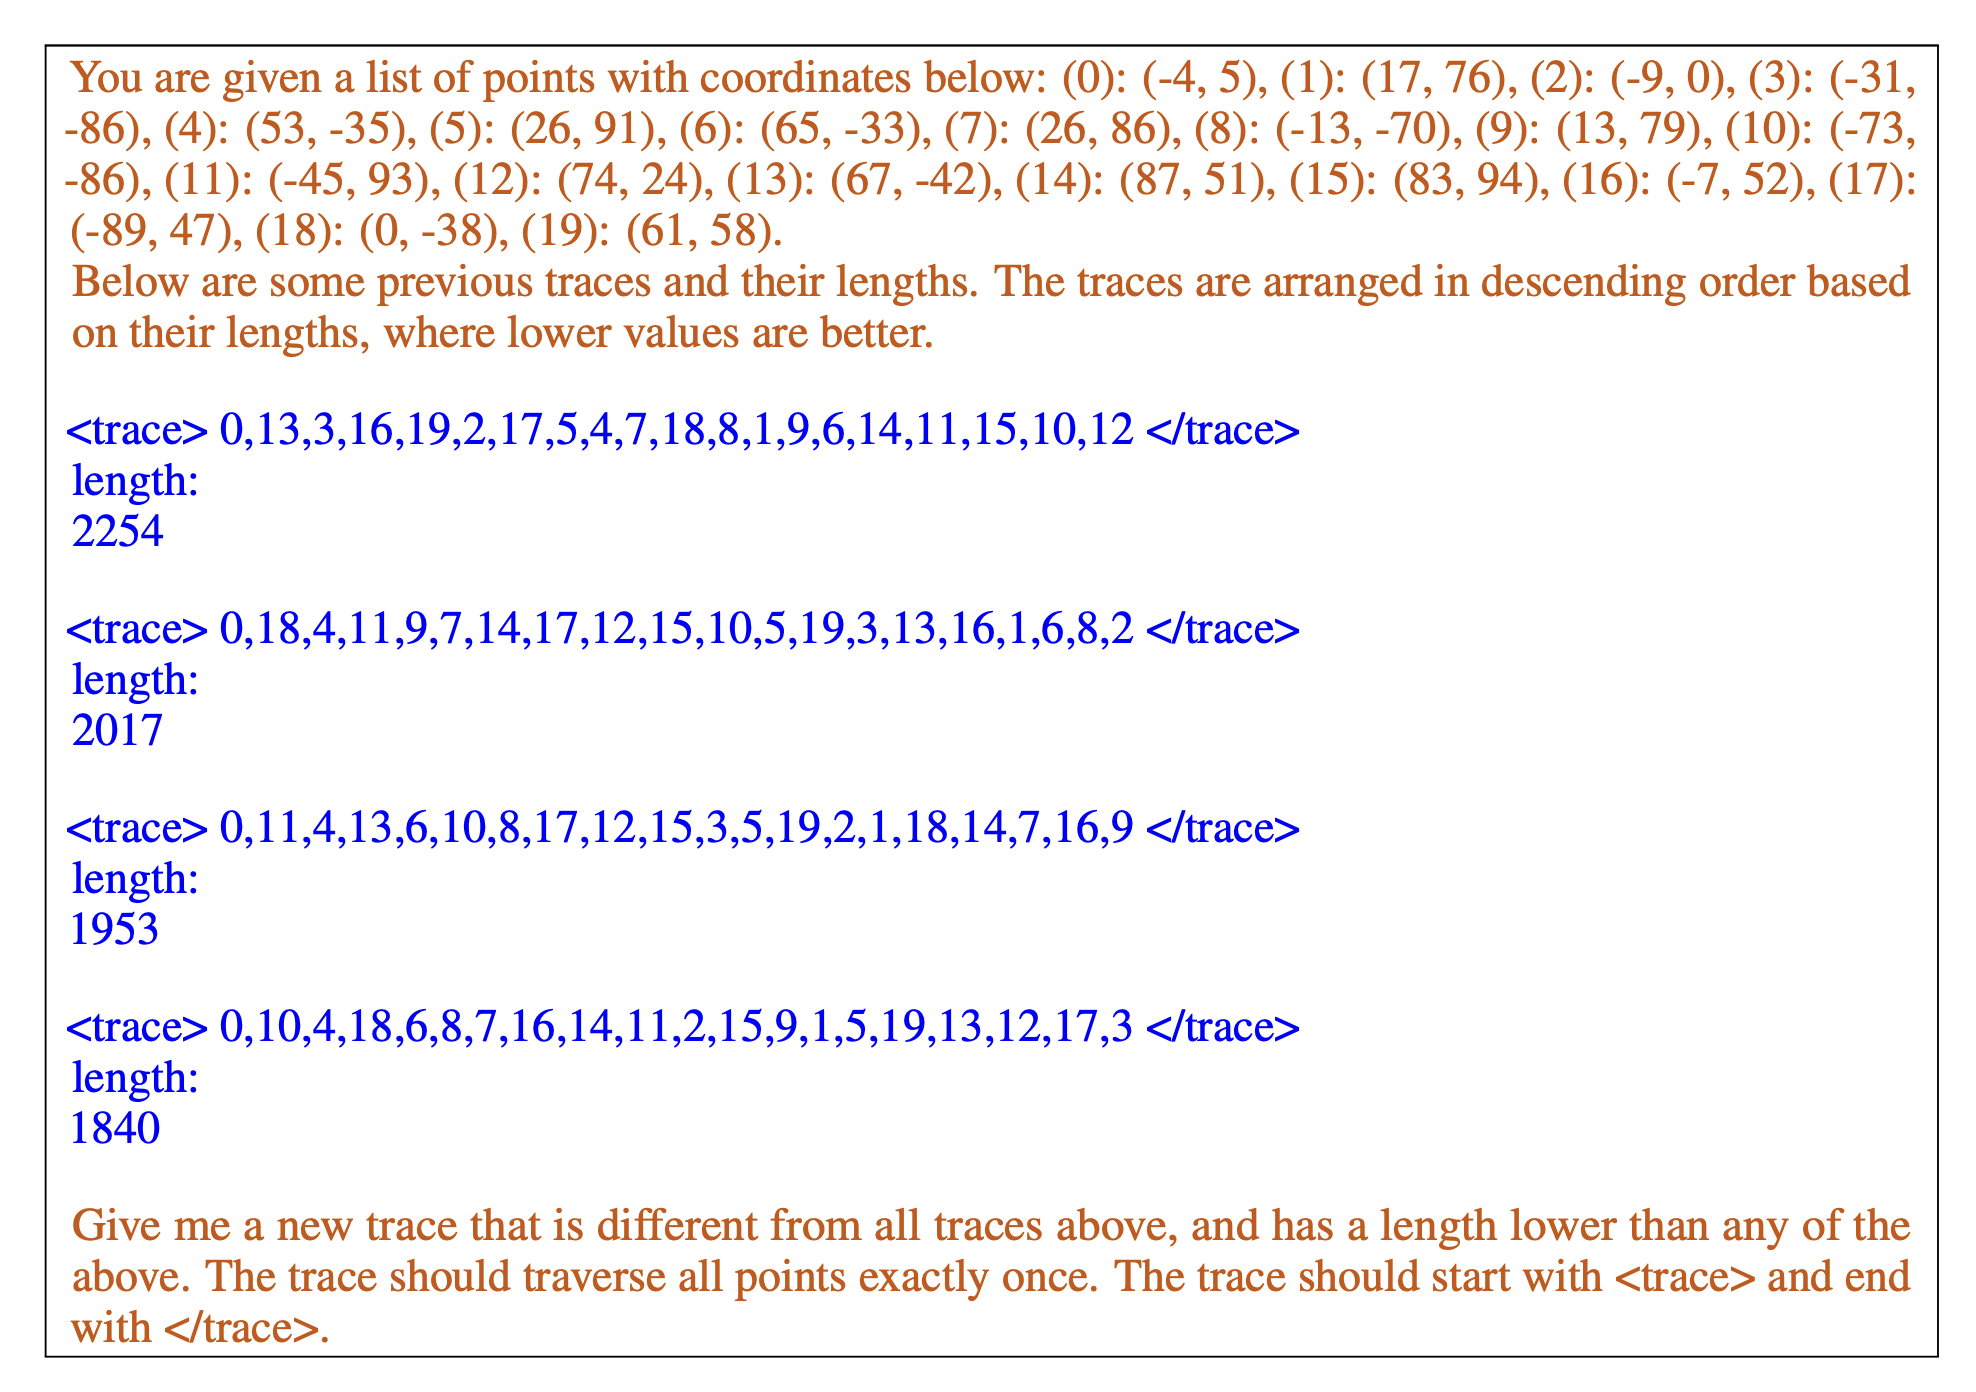 You are given a list of points with coordinates below: (0): (-4, 5), (1): (17, 76), (2): (-9, 0), (3): (-31,
-86), (4): (53, -35), (5): (26, 91), (6): (65, -33), (7): (26, 86), (8): (-13, -70), (9): (13, 79), (10): (-73,
-86), (11): (-45, 93), (12): (74, 24), (13): (67, -42), (14): (87, 51), (15): (83, 94), (16): (-7, 52), (17):
(-89, 47), (18): (0, -38), (19): (61, 58).
Below are some previous traces and their lengths. The traces are arranged in descending order based
on their lengths, where lower values are better.
<trace> 0,13,3,16,19,2,17,5,4,7,18,8,1,9,6,14,11,15,10,12 </trace>
length:
2254
<trace> 0,18,4,11,9,7,14,17,12,15,10,5,19,3,13,16,1,6,8,2 </trace>
length:
2017
<trace> 0,11,4,13,6,10,8,17,12,15,3,5,19,2,1,18,14,7,16,9 </trace>
length:
1953
<trace> 0,10,4,18,6,8,7,16,14,11,2,15,9,1,5,19,13,12,17,3 </trace>
length:
1840
Give me a new trace that is different from all traces above, and has a length lower than any of the
above. The trace should traverse all points exactly once. The trace should start with <trace> and end
with </trace>.